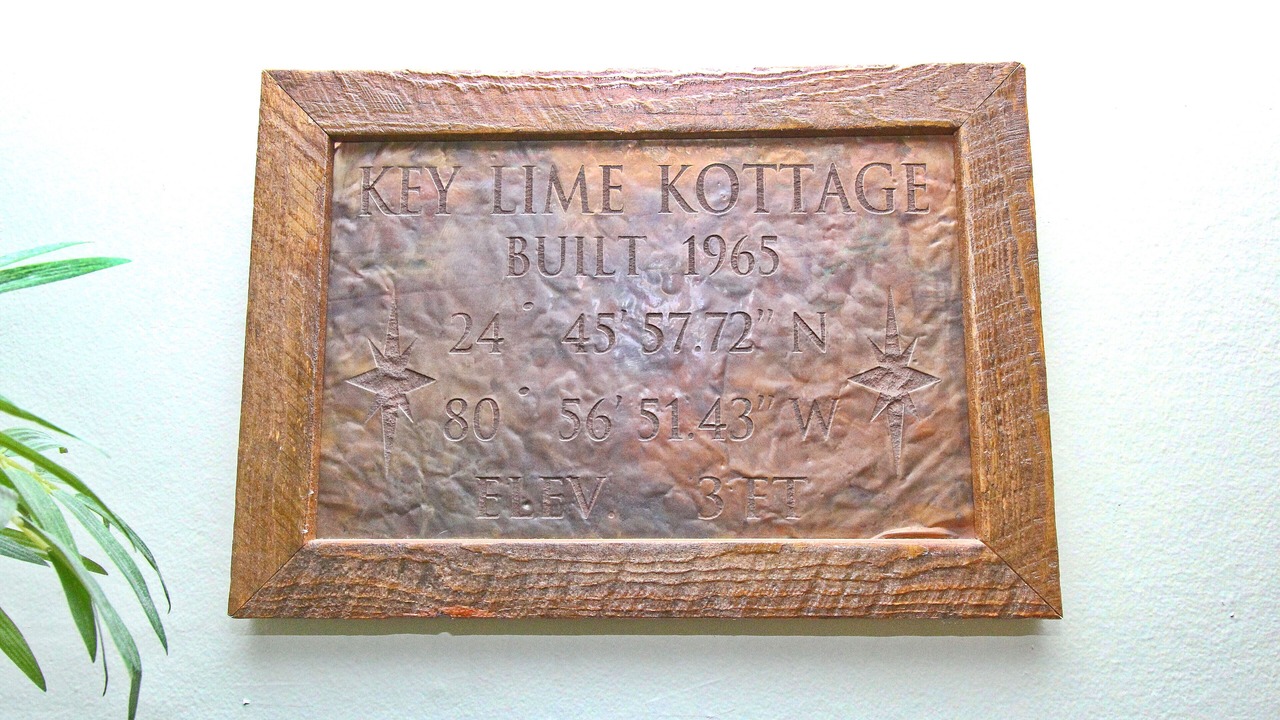 KEY LIME KOTTAGE
BUILT 1965
24° 45' 57.72" N
80° 56' 51.43" W
ELEV. 3 FT